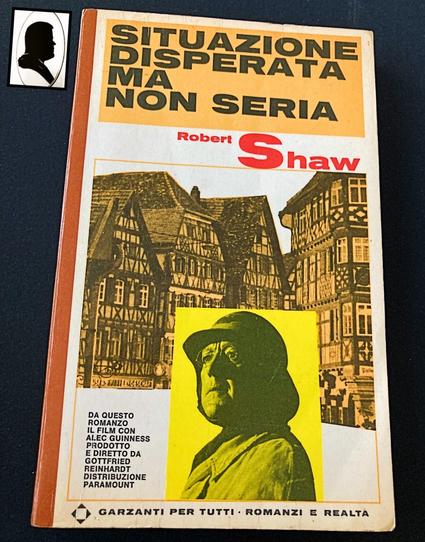 SITUAZIONE
DISPERATA
MA
NON SERIA
Robert Shaw
DA QUESTO
ROMANZO
IL FILM CON
ALEC GUINNESS
PRODOTTO
E DIRETTO DA
GOTTFRIED
REINHARDT
DISTRIBUZIONE
PARAMOUNT
GARZANTI PER TUTTI · ROMANZI E REALTÀ